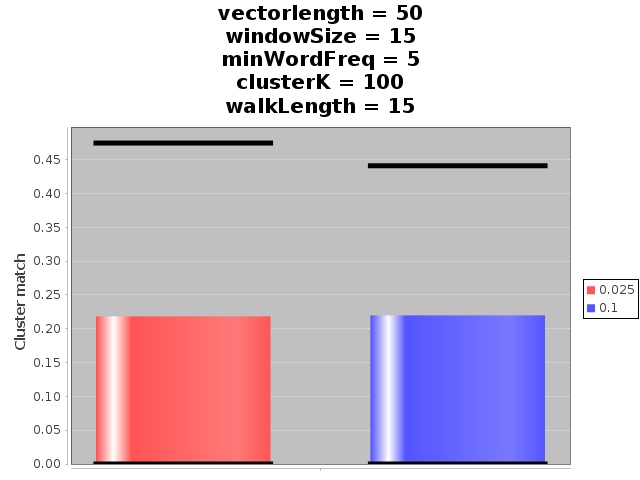 vectorlength = 50
windowSize = 15
minWordFreq = 5
clusterK = 100
walkLength = 15
0.45
0.40
0.35
0.30
0.25
0.20
0.15
0.10
0.05
0.00
Cluster match
0.025
0.1